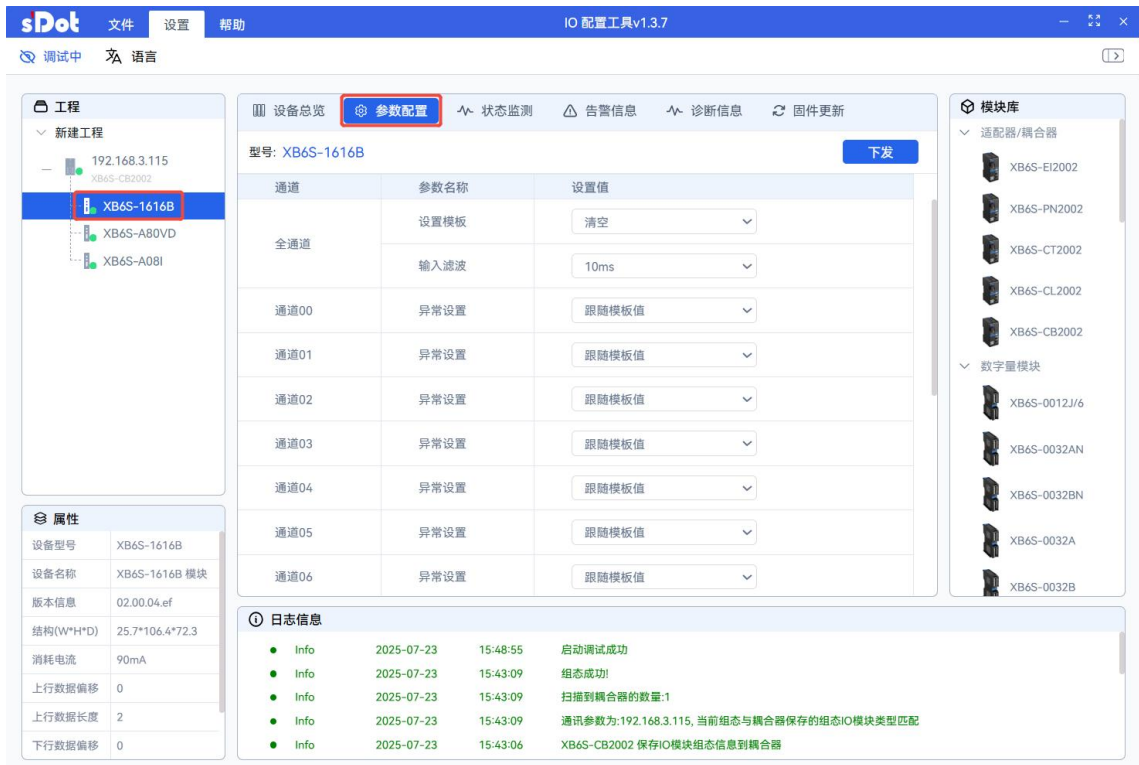 sDot 文件 设置 帮助 IO 配置工具v1.3.7
调试中 语言
工程
新建工程
192.168.3.115
XB6S-CB2002
XB6S-1616B
XB6S-A80VD
XB6S-A08I
属性
设备型号 XB6S-1616B
设备名称 XB6S-1616B 模块
版本信息 02.00.04.ef
结构(W*H*D) 25.7*106.4*72.3
消耗电流 90mA
上行数据偏移 0
上行数据长度 2
下行数据偏移 0
设备总览 参数配置 状态监测 告警信息 诊断信息 固件更新
型号: XB6S-1616B 下发
通道 参数名称 设置值
全通道
设置模板 清空
输入滤波 10ms
通道00 异常设置 跟随模板值
通道01 异常设置 跟随模板值
通道02 异常设置 跟随模板值
通道03 异常设置 跟随模板值
通道04 异常设置 跟随模板值
通道05 异常设置 跟随模板值
通道06 异常设置 跟随模板值
日志信息
Info 2025-07-23 15:48:55 启动调试成功
Info 2025-07-23 15:43:09 组态成功!
Info 2025-07-23 15:43:09 扫描到耦合器的数量:1
Info 2025-07-23 15:43:09 通讯参数为:192.168.3.115, 当前组态与耦合器保存的组态IO模块类型匹配
Info 2025-07-23 15:43:06 XB6S-CB2002 保存IO模块组态信息到耦合器
模块库
适配器/耦合器
XB6S-EI2002
XB6S-PN2002
XB6S-CT2002
XB6S-CL2002
XB6S-CB2002
数字量模块
XB6S-0012J/6
XB6S-0032AN
XB6S-0032BN
XB6S-0032A
XB6S-0032B